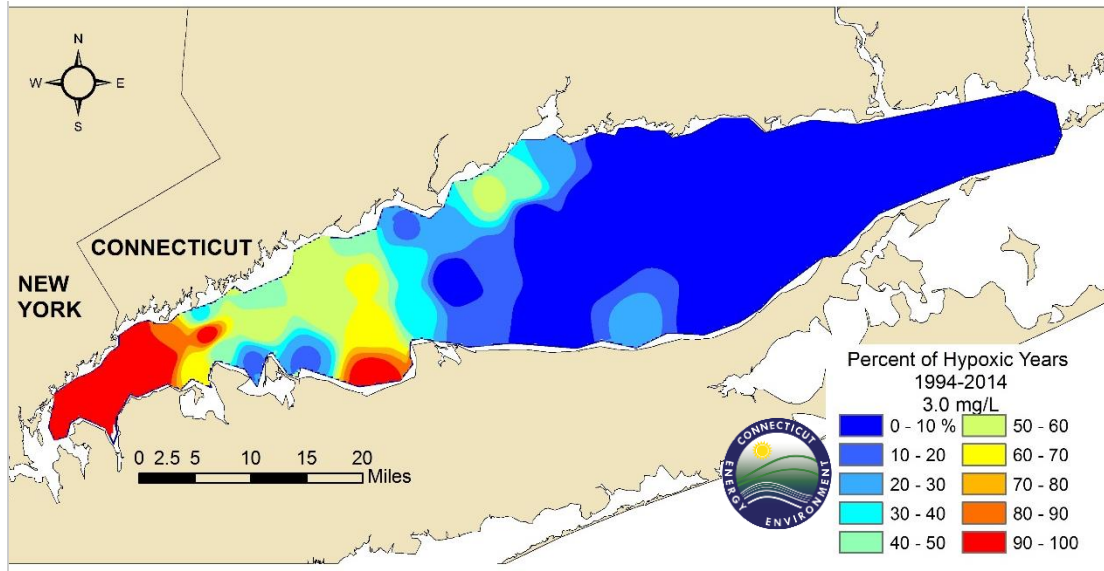 N
W E
S
CONNECTICUT
NEW
YORK
0 2.5 5 10 15 20
Miles
Percent of Hypoxic Years
1994-2014
3.0 mg/L
0 - 10 % 50 - 60
10 - 20 60 - 70
20 - 30 70 - 80
30 - 40 80 - 90
40 - 50 90 - 100
CONNECTICUT
ENERGY ENVIRONMENT